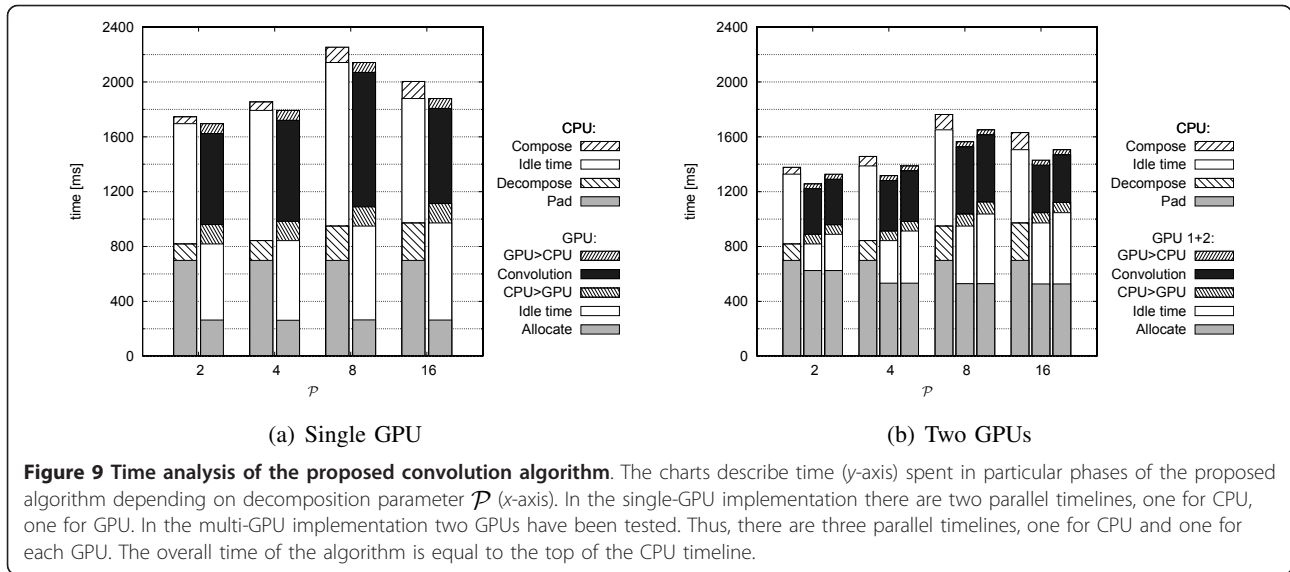 2400
2000
1600
1200
800
400
0
time [ms]
2 4 8 16
𝒫
CPU:
Compose
Idle time
Decompose
Pad
GPU:
GPU>CPU
Convolution
CPU>GPU
Idle time
Allocate
(a) Single GPU
2400
2000
1600
1200
800
400
0
time [ms]
2 4 8 16
𝒫
CPU:
Compose
Idle time
Decompose
Pad
GPU 1+2:
GPU>CPU
Convolution
CPU>GPU
Idle time
Allocate
(b) Two GPUs
Figure 9 Time analysis of the proposed convolution algorithm. The charts describe time (y-axis) spent in particular phases of the proposed
algorithm depending on decomposition parameter 𝒫 (x-axis). In the single-GPU implementation there are two parallel timelines, one for CPU,
one for GPU. In the multi-GPU implementation two GPUs have been tested. Thus, there are three parallel timelines, one for CPU and one for
each GPU. The overall time of the algorithm is equal to the top of the CPU timeline.